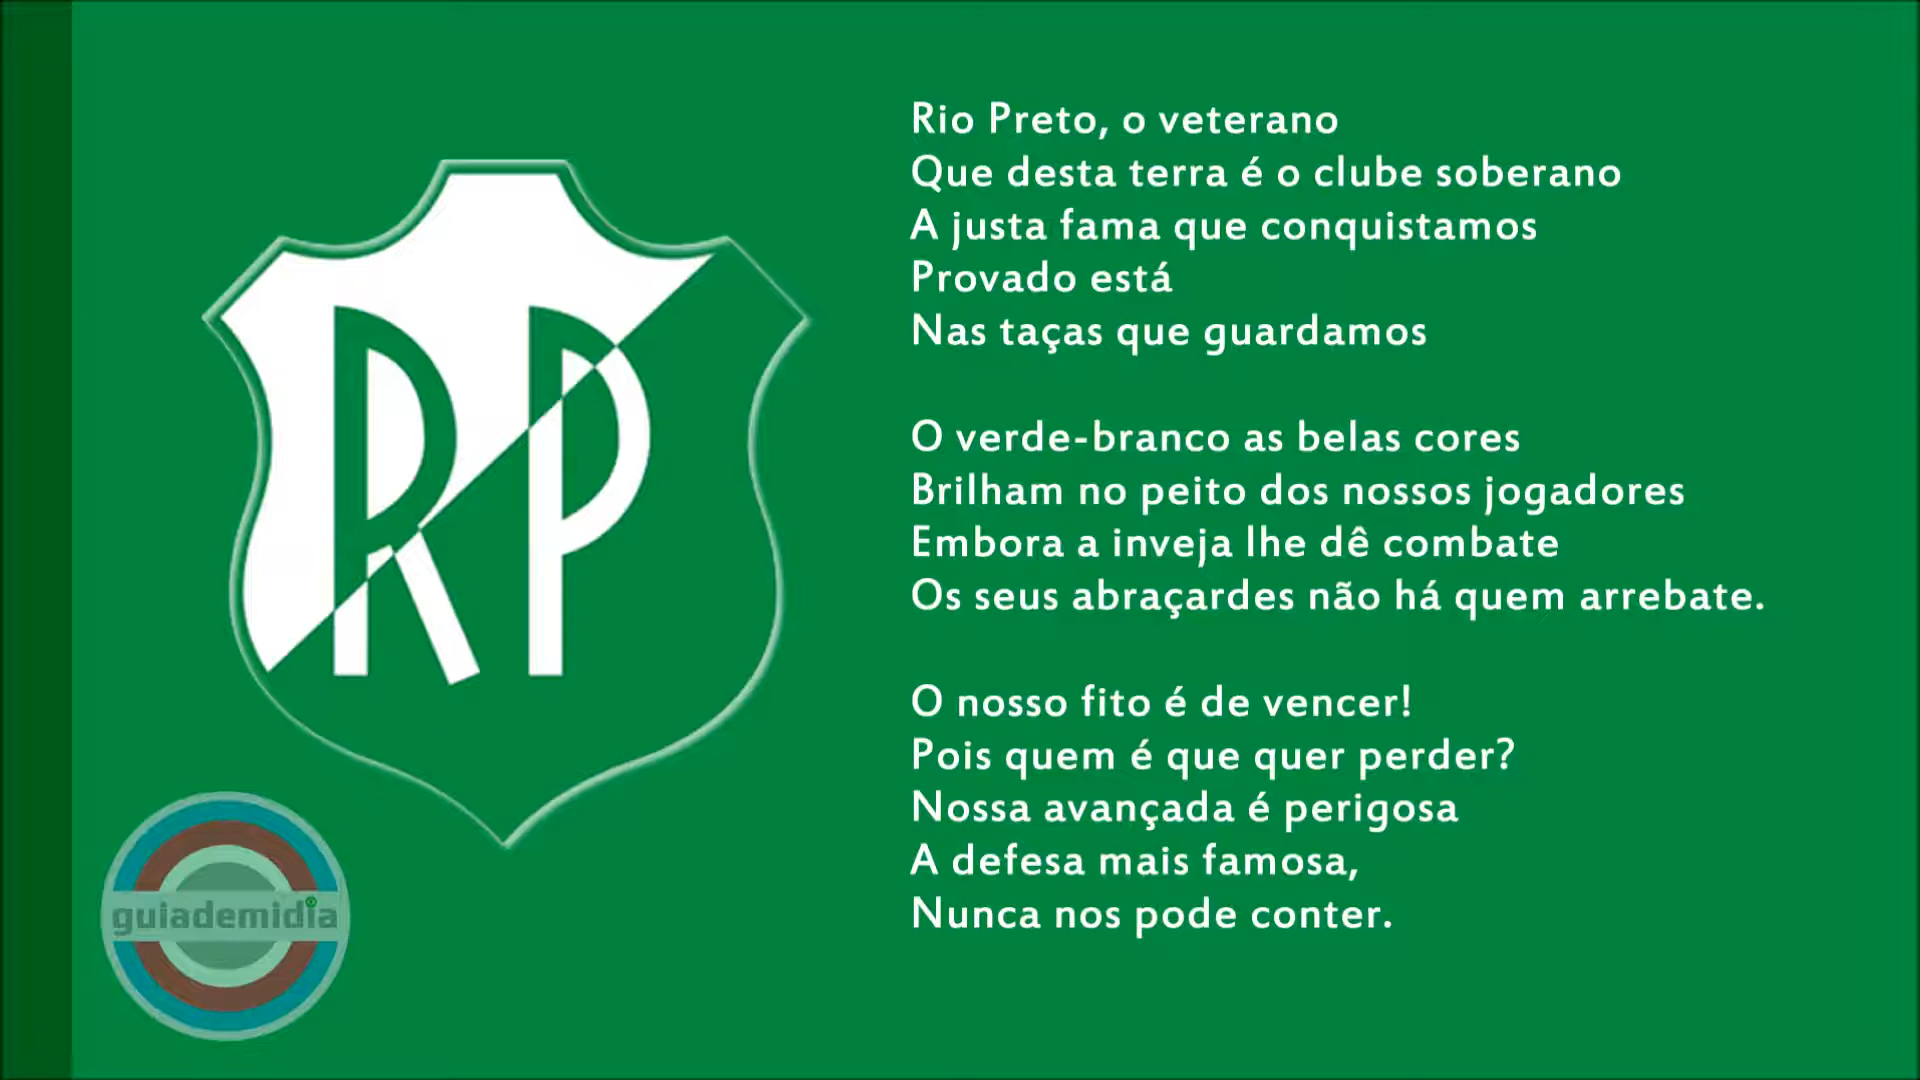 RP
Rio Preto, o veterano
Que desta terra é o clube soberano
A justa fama que conquistamos
Provado está
Nas taças que guardamos
O verde-branco as belas cores
Brilham no peito dos nossos jogadores
Embora a inveja lhe dê combate
Os seus abraçardes não há quem arrebate.
O nosso fito é de vencer!
Pois quem é que quer perder?
Nossa avançada é perigosa
A defesa mais famosa,
Nunca nos pode conter.
guiademidia